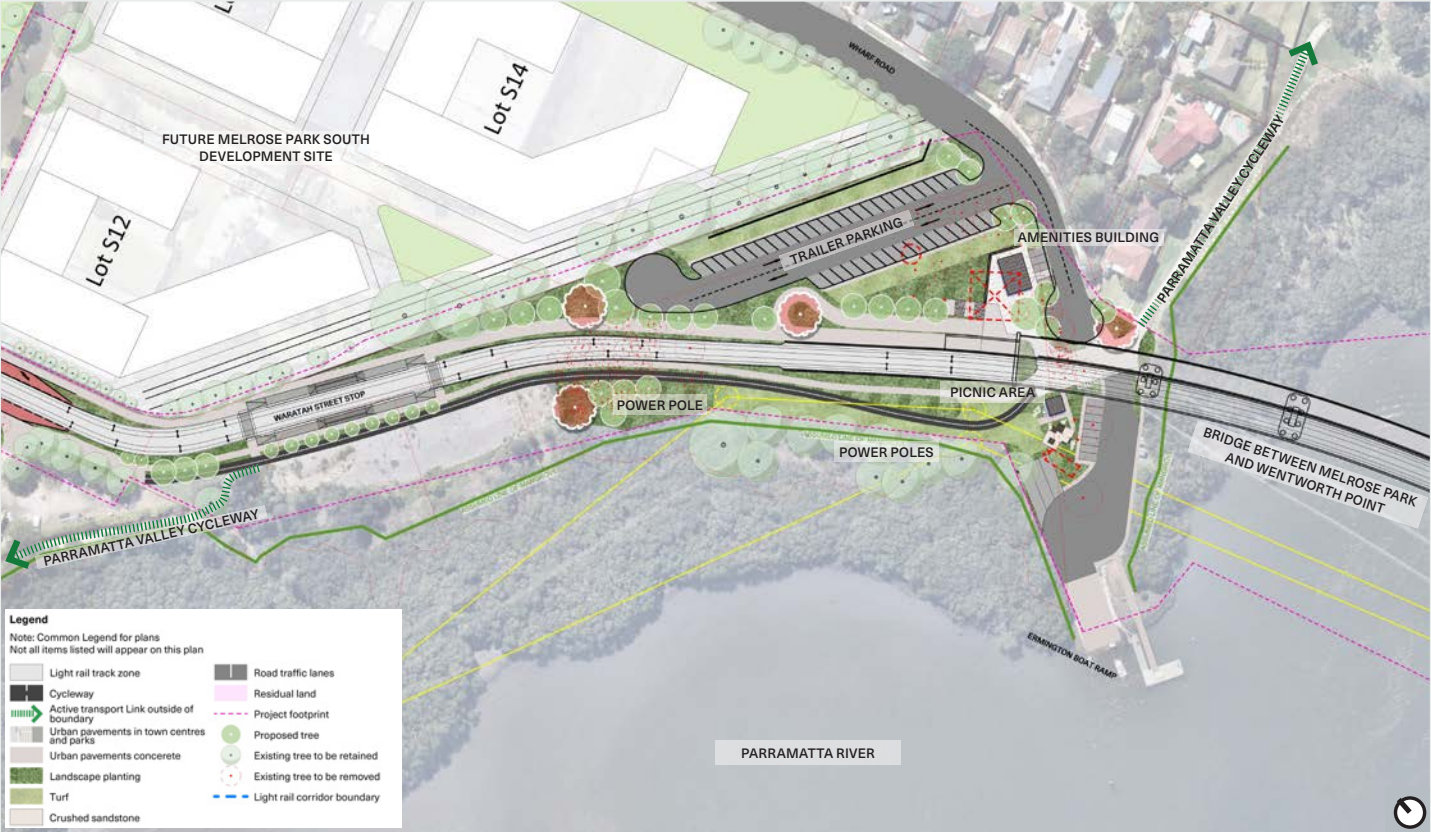 WHARF ROAD
Lot S14
FUTURE MELROSE PARK SOUTH
DEVELOPMENT SITE
Lot S12
PARRAMATTA VALLEY CYCLEWAY
TRAILER PARKING
AMENITIES BUILDING
WARATAH STREET STOP
POWER POLE
PICNIC AREA
POWER POLES
BRIDGE BETWEEN MELROSE PARK
AND WENTWORTH POINT
PARRAMATTA VALLEY CYCLEWAY
ERMINGTON BOAT RAMP
PARRAMATTA RIVER
Legend
Note: Common Legend for plans
Not all items listed will appear on this plan
Light rail track zone
Cycleway
Active transport Link outside of
boundary
Urban pavements in town centres
and parks
Urban pavements concerete
Landscape planting
Turf
Crushed sandstone
Road traffic lanes
Residual land
Project footprint
Proposed tree
Existing tree to be retained
Existing tree to be removed
Light rail corridor boundary